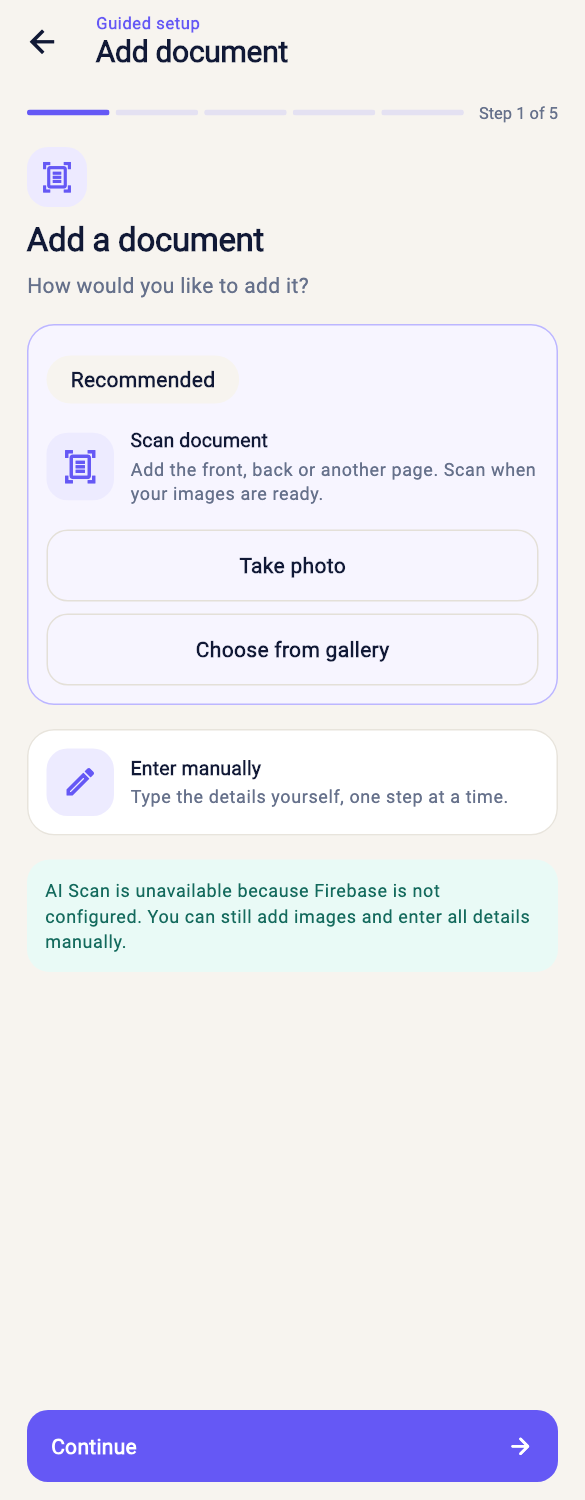 Guided setup
Add document
Step 1 of 5
Add a document
How would you like to add it?
Recommended
Scan document
Add the front, back or another page. Scan when
your images are ready.
Take photo
Choose from gallery
Enter manually
Type the details yourself, one step at a time.
AI Scan is unavailable because Firebase is not
configured. You can still add images and enter all details
manually.
Continue